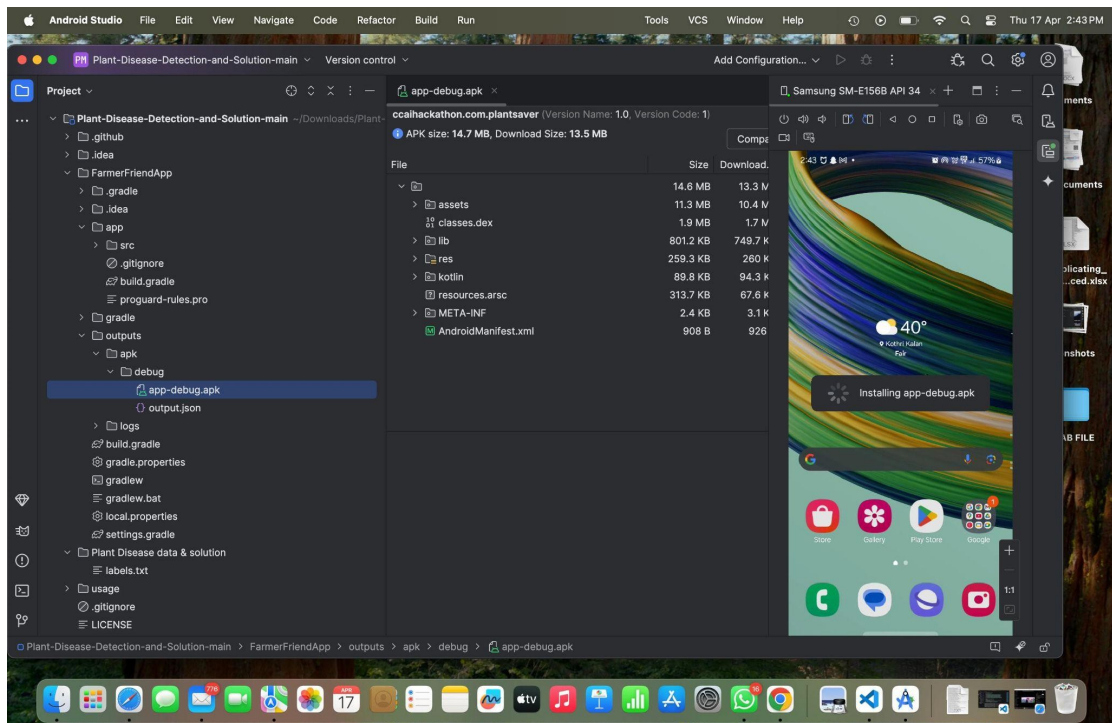 Android Studio File Edit View Navigate Code Refactor Build Run Tools VCS Window Help Thu 17 Apr 2:43 PM
PM Plant-Disease-Detection-and-Solution-main Version control Add Configuration...
Project
app-debug.apk
Samsung SM-E156B API 34
Plant-Disease-Detection-and-Solution-main ~/Downloads/Plant-
.github
.idea
FarmerFriendApp
.gradle
.idea
app
src
.gitignore
build.gradle
proguard-rules.pro
gradle
outputs
apk
debug
app-debug.apk
output.json
logs
build.gradle
gradle.properties
gradlew
gradlew.bat
local.properties
settings.gradle
Plant Disease data & solution
labels.txt
usage
.gitignore
LICENSE
ccaihackathon.com.plantsaver (Version Name: 1.0, Version Code: 1)
APK size: 14.7 MB, Download Size: 13.5 MB
Compa
File Size Download.
14.6 MB 13.3 M
assets 11.3 MB 10.4 M
classes.dex 1.9 MB 1.7 M
lib 801.2 KB 749.7 K
res 259.3 KB 260 K
kotlin 89.8 KB 94.3 K
resources.arsc 313.7 KB 67.6 K
META-INF 2.4 KB 3.1 K
AndroidManifest.xml 908 B 926
2:43 57%
40°
Kothri Kalan
Fair
Installing app-debug.apk
Store Gallery Play Store Google
1
1:1
ments
cuments
plicating_
...ced.xlsx
nshots
AB FILE
Plant-Disease-Detection-and-Solution-main > FarmerFriendApp > outputs > apk > debug > app-debug.apk
776
APR
17
tv